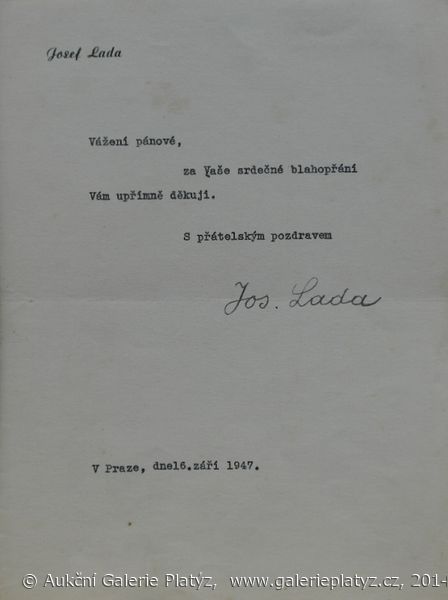 Josef Lada
Vážení pánové,
za Vaše srdečné blahopřání
Vám upřímně děkuji.
S přátelským pozdravem
Jos. Lada
V Praze, dne16.září 1947.
© Aukční Galerie Platýz, www.galerieplatyz.cz, 2014